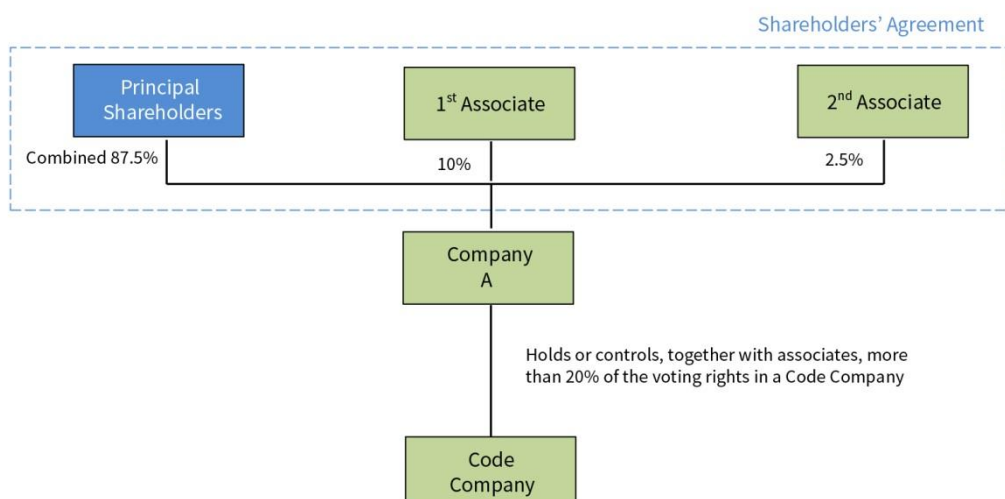 Shareholders’ Agreement
Principal
Shareholders
1st Associate
2nd Associate
Combined 87.5%
10%
2.5%
Company
A
Holds or controls, together with associates, more
than 20% of the voting rights in a Code Company
Code
Company